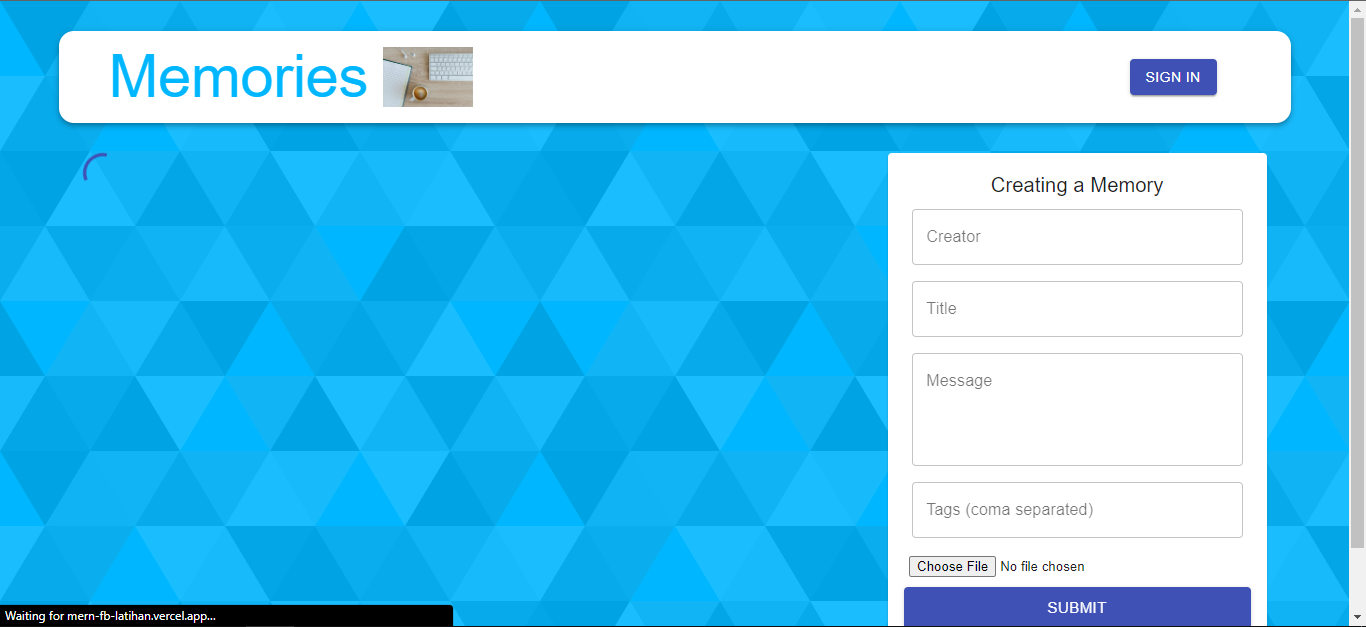 Memories
SIGN IN
Creating a Memory
Creator
Title
Message
Tags (coma separated)
Choose File No file chosen
SUBMIT
Waiting for mern-fb-latihan.vercel.app...